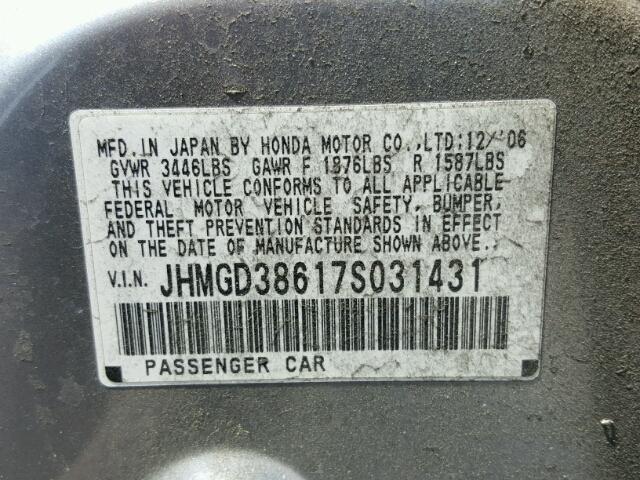 MFD.IN JAPAN BY HONDA MOTOR CO.,LTD:12/'06
GVWR 3446LBS GAWR F 1876LBS R 1587LBS
THIS VEHICLE CONFORMS TO ALL APPLICABLE
FEDERAL MOTOR VEHICLE SAFETY, BUMPER,
AND THEFT PREVENTION STANDARDS IN EFFECT
ON THE DATE OF MANUFACTURE SHOWN ABOVE.
V.I.N. JHMGD38617S031431
PASSENGER CAR